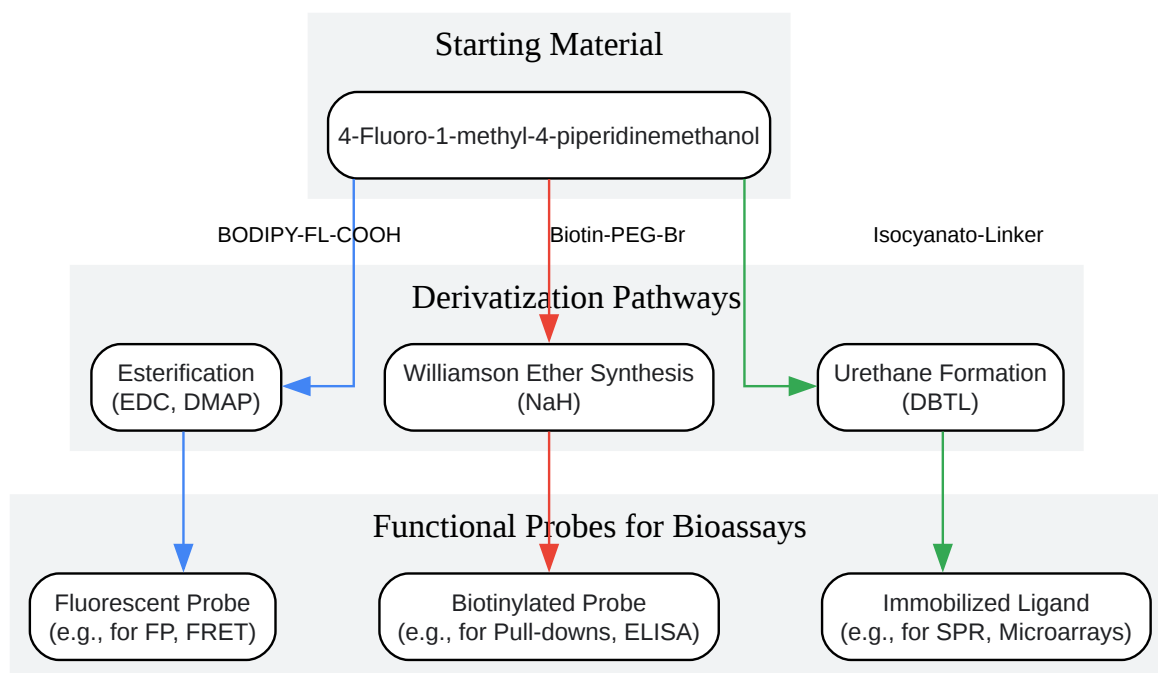 Starting Material
4-Fluoro-1-methyl-4-piperidinemethanol
BODIPY-FL-COOH
Biotin-PEG-Br
Isocyanato-Linker
Derivatization Pathways
Esterification
(EDC, DMAP)
Williamson Ether Synthesis
(NaH)
Urethane Formation
(DBTL)
Functional Probes for Bioassays
Fluorescent Probe
(e.g., for FP, FRET)
Biotinylated Probe
(e.g., for Pull-downs, ELISA)
Immobilized Ligand
(e.g., for SPR, Microarrays)